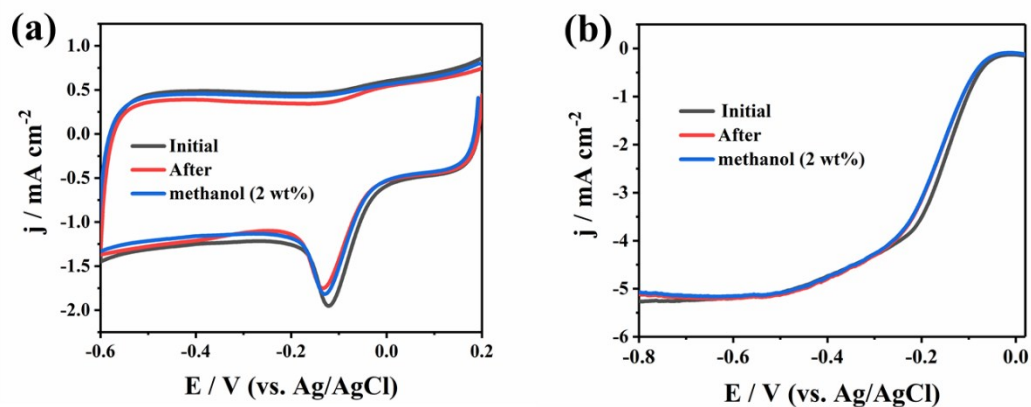 (a)
1.0
0.5
0.0
-0.5
-1.0
-1.5
-2.0
j / mA cm-2
Initial
After
methanol (2 wt%)
-0.6
-0.4
-0.2
0.0
0.2
E / V (vs. Ag/AgCl)
(b)
0
-1
-2
-3
-4
-5
-6
j / mA cm-2
Initial
After
methanol (2 wt%)
-0.8
-0.6
-0.4
-0.2
0.0
E / V (vs. Ag/AgCl)